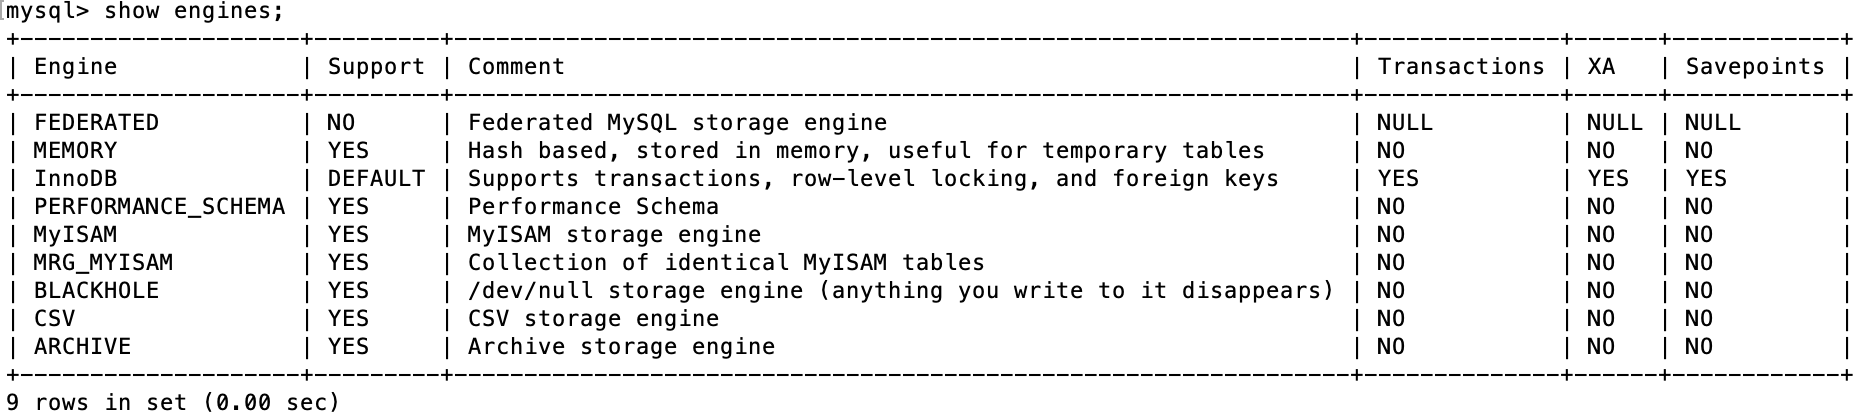 mysql> show engines;
+--------------------+---------+----------------------------------------------------------------+--------------+------+------------+
| Engine             | Support | Comment                                                        | Transactions | XA   | Savepoints |
+--------------------+---------+----------------------------------------------------------------+--------------+------+------------+
| FEDERATED          | NO      | Federated MySQL storage engine                                 | NULL         | NULL | NULL       |
| MEMORY             | YES     | Hash based, stored in memory, useful for temporary tables      | NO           | NO   | NO         |
| InnoDB             | DEFAULT | Supports transactions, row-level locking, and foreign keys     | YES          | YES  | YES        |
| PERFORMANCE_SCHEMA | YES     | Performance Schema                                             | NO           | NO   | NO         |
| MyISAM             | YES     | MyISAM storage engine                                          | NO           | NO   | NO         |
| MRG_MYISAM         | YES     | Collection of identical MyISAM tables                          | NO           | NO   | NO         |
| BLACKHOLE          | YES     | /dev/null storage engine (anything you write to it disappears) | NO           | NO   | NO         |
| CSV                | YES     | CSV storage engine                                             | NO           | NO   | NO         |
| ARCHIVE            | YES     | Archive storage engine                                         | NO           | NO   | NO         |
+--------------------+---------+----------------------------------------------------------------+--------------+------+------------+
9 rows in set (0.00 sec)